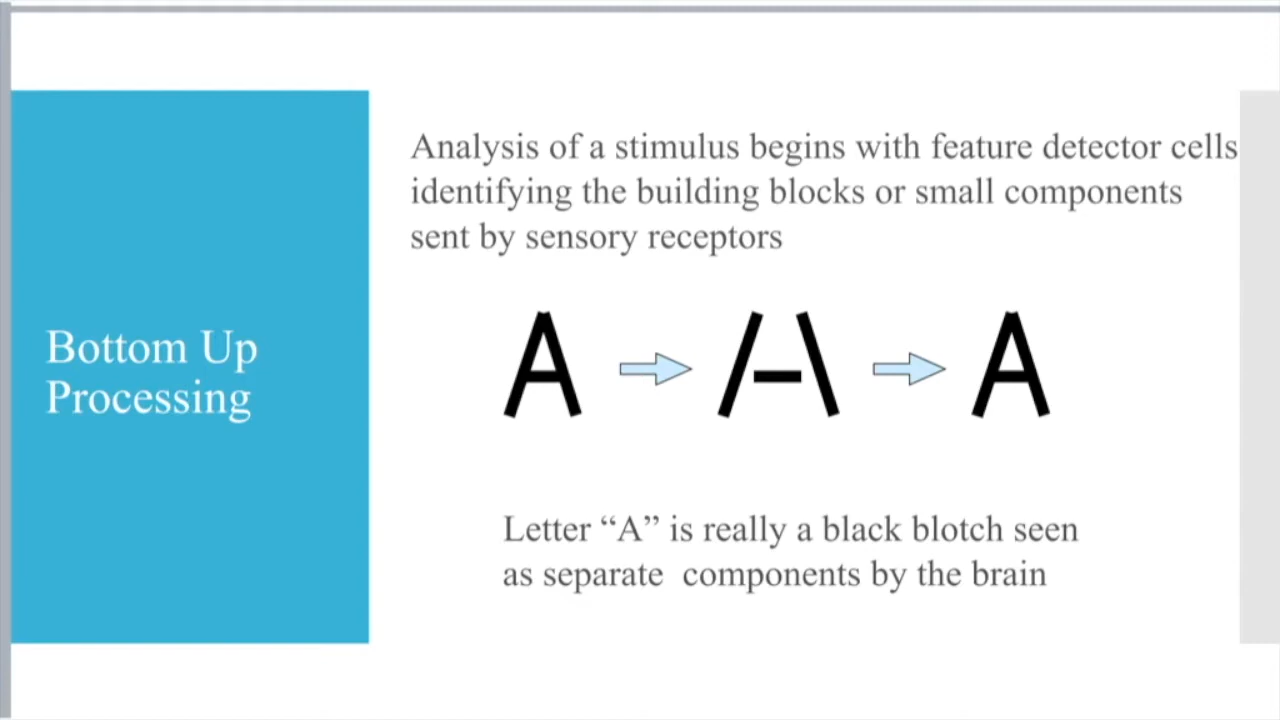 Bottom Up
Processing
Analysis of a stimulus begins with feature detector cells
identifying the building blocks or small components
sent by sensory receptors
A /-\ A
Letter “A” is really a black blotch seen
as separate components by the brain